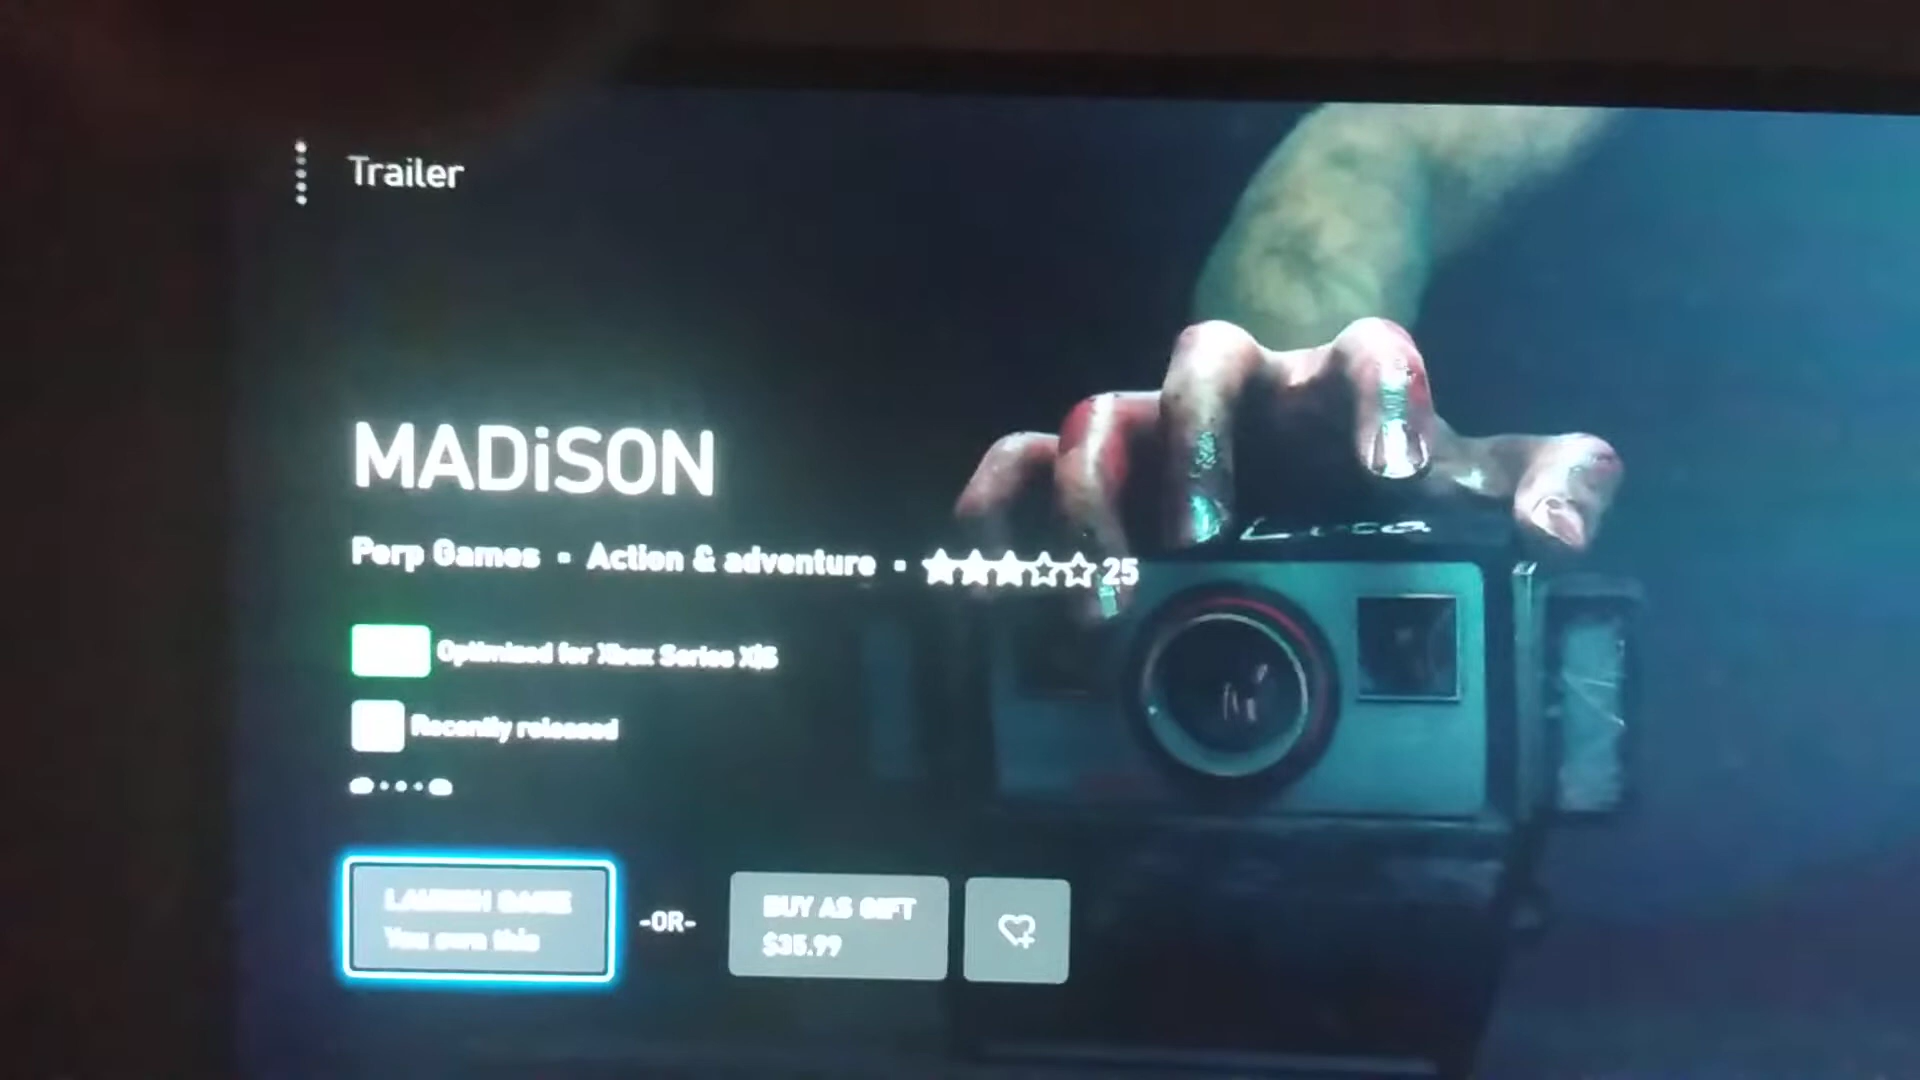 Trailer
MADiSON
Perp Games • Action & adventure • 25
Optimized for Xbox Series X|S
Recently released
LAUNCH GAME
You own this
-OR-
BUY AS GIFT
$35.99